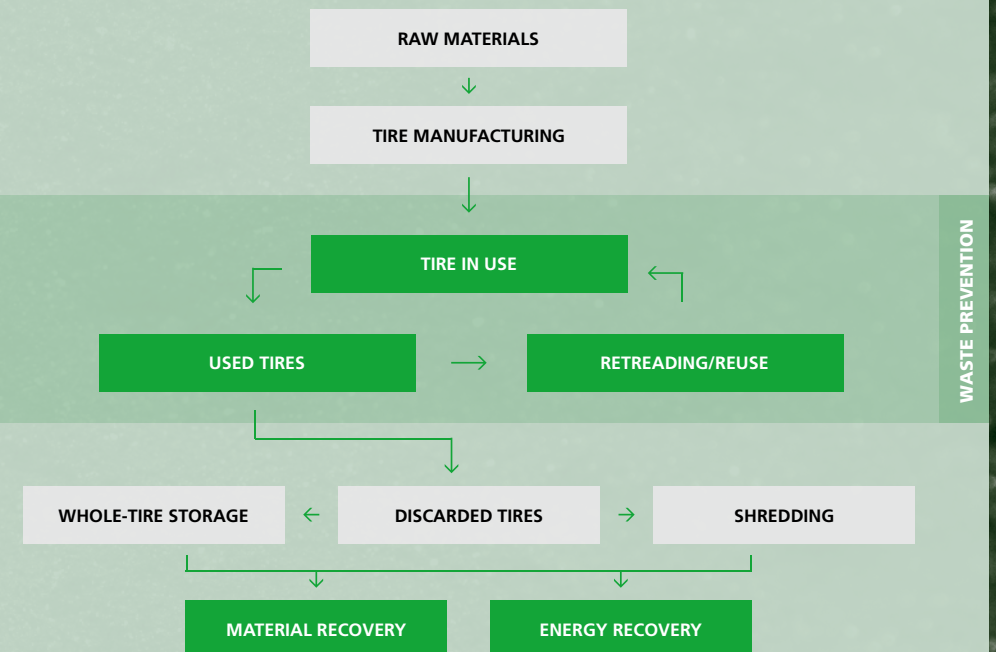 RAW MATERIALS
TIRE MANUFACTURING
TIRE IN USE
USED TIRES
RETREADING/REUSE
WASTE PREVENTION
WHOLE-TIRE STORAGE
DISCARDED TIRES
SHREDDING
MATERIAL RECOVERY
ENERGY RECOVERY